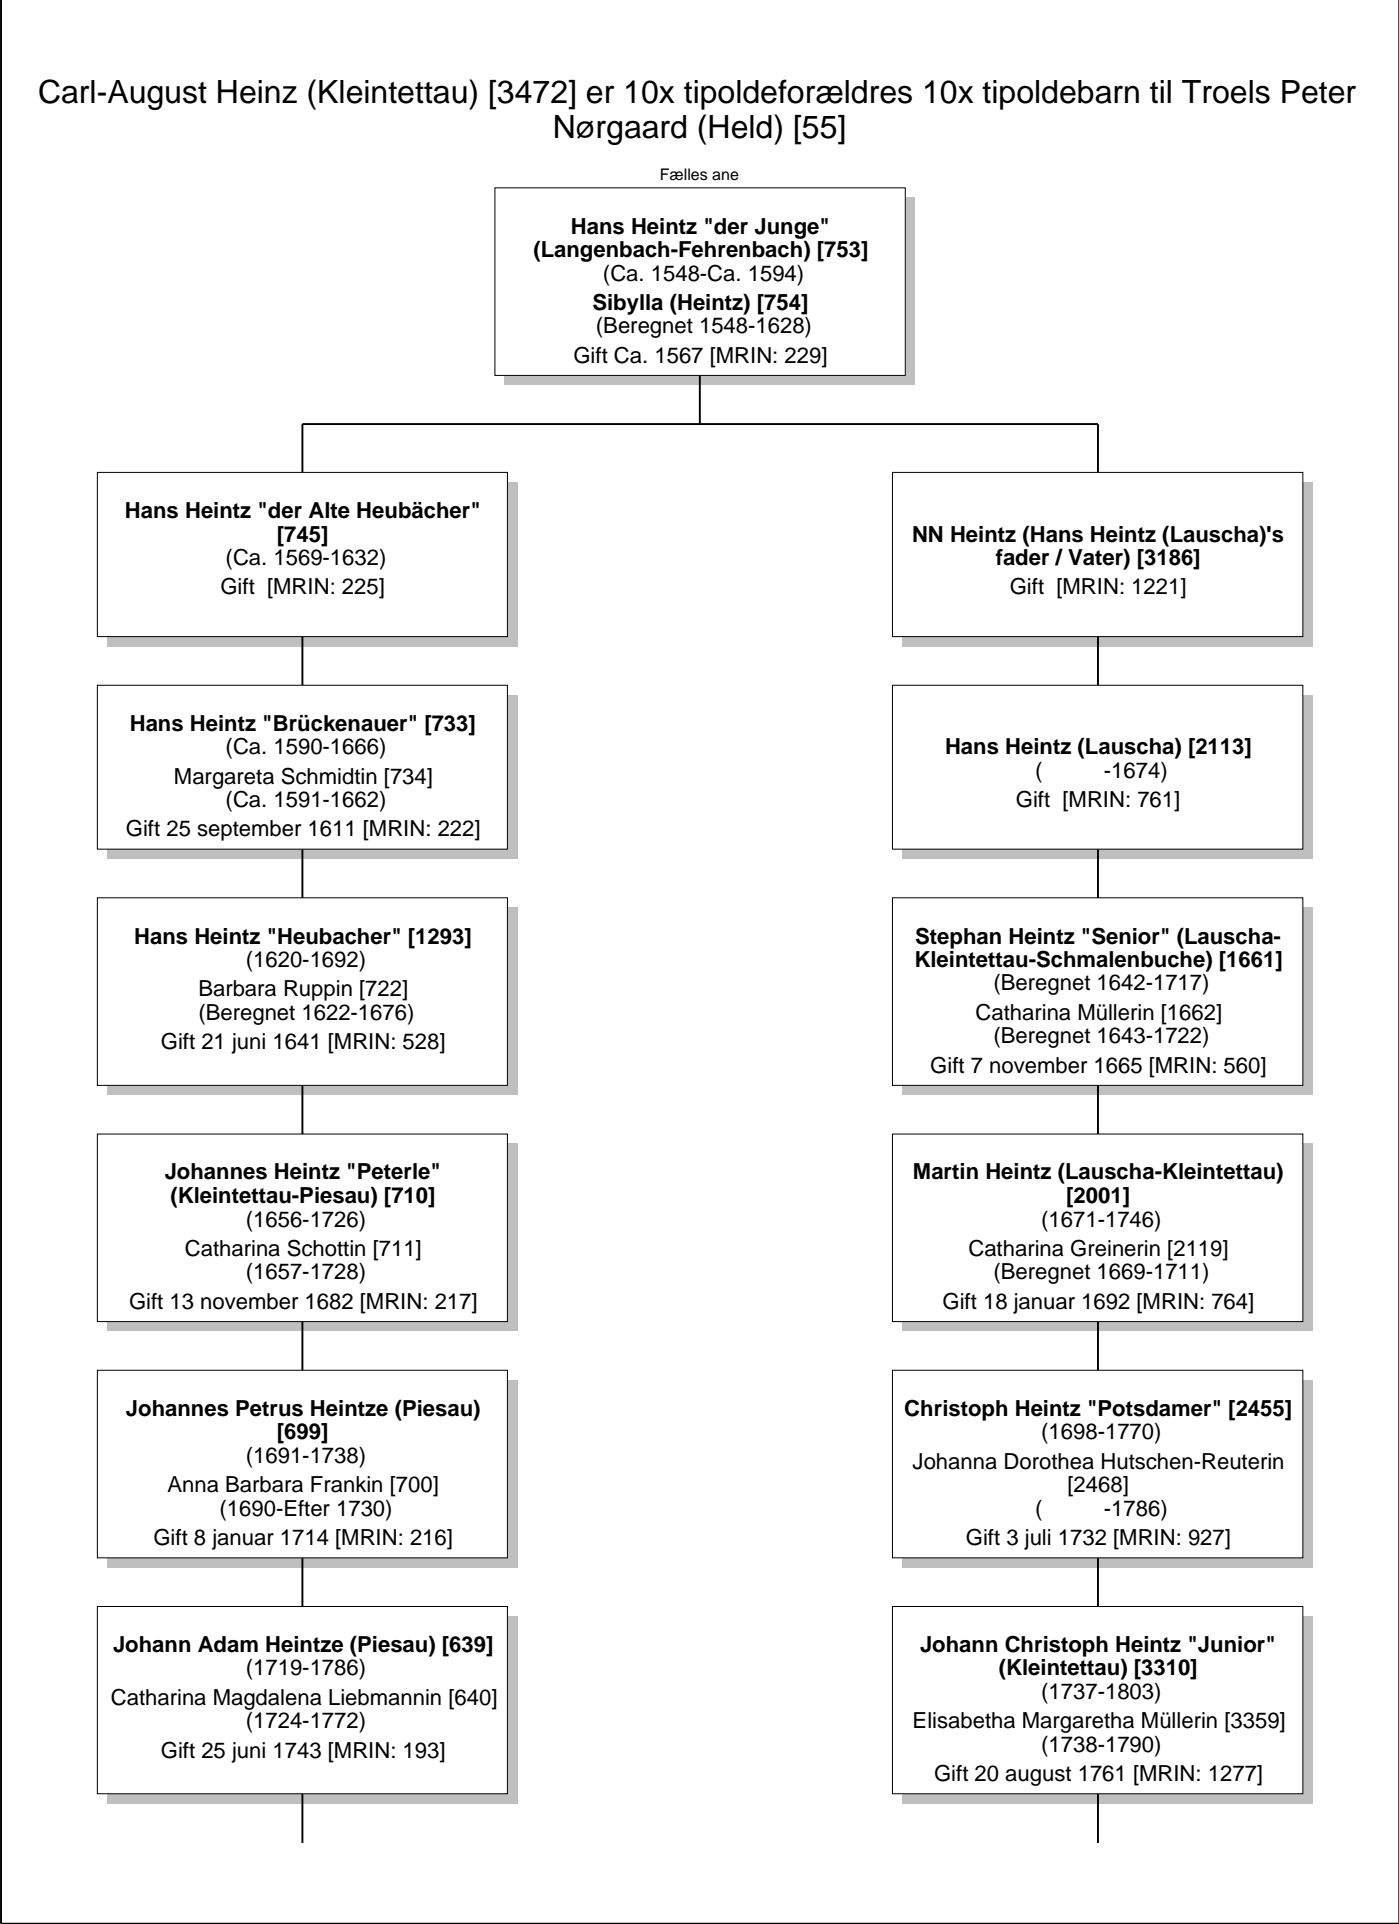 Carl-August Heinz (Kleintettau) [3472] er 10x tipoldeforældres 10x tipoldebarn til Troels Peter
Nørgaard (Held) [55]
Fælles ane
Hans Heintz "der Junge"
(Langenbach-Fehrenbach) [753]
(Ca. 1548-Ca. 1594)
Sibylla (Heintz) [754]
(Beregnet 1548-1628)
Gift Ca. 1567 [MRIN: 229]
Hans Heintz "der Alte Heubächer"
[745]
(Ca. 1569-1632)
Gift [MRIN: 225]
NN Heintz (Hans Heintz (Lauscha)'s
fader / Vater) [3186]
Gift [MRIN: 1221]
Hans Heintz "Brückenauer" [733]
(Ca. 1590-1666)
Margareta Schmidtin [734]
(Ca. 1591-1662)
Gift 25 september 1611 [MRIN: 222]
Hans Heintz (Lauscha) [2113]
( -1674)
Gift [MRIN: 761]
Hans Heintz "Heubacher" [1293]
(1620-1692)
Barbara Ruppin [722]
(Beregnet 1622-1676)
Gift 21 juni 1641 [MRIN: 528]
Stephan Heintz "Senior" (Lauscha-
Kleintettau-Schmalenbuche) [1661]
(Beregnet 1642-1717)
Catharina Müllerin [1662]
(Beregnet 1643-1722)
Gift 7 november 1665 [MRIN: 560]
Johannes Heintz "Peterle"
(Kleintettau-Piesau) [710]
(1656-1726)
Catharina Schottin [711]
(1657-1728)
Gift 13 november 1682 [MRIN: 217]
Martin Heintz (Lauscha-Kleintettau)
[2001]
(1671-1746)
Catharina Greinerin [2119]
(Beregnet 1669-1711)
Gift 18 januar 1692 [MRIN: 764]
Johannes Petrus Heintze (Piesau)
[699]
(1691-1738)
Anna Barbara Frankin [700]
(1690-Efter 1730)
Gift 8 januar 1714 [MRIN: 216]
Christoph Heintz "Potsdamer" [2455]
(1698-1770)
Johanna Dorothea Hutschen-Reuterin
[2468]
( -1786)
Gift 3 juli 1732 [MRIN: 927]
Johann Adam Heintze (Piesau) [639]
(1719-1786)
Catharina Magdalena Liebmannin [640]
(1724-1772)
Gift 25 juni 1743 [MRIN: 193]
Johann Christoph Heintz "Junior"
(Kleintettau) [3310]
(1737-1803)
Elisabetha Margaretha Müllerin [3359]
(1738-1790)
Gift 20 august 1761 [MRIN: 1277]